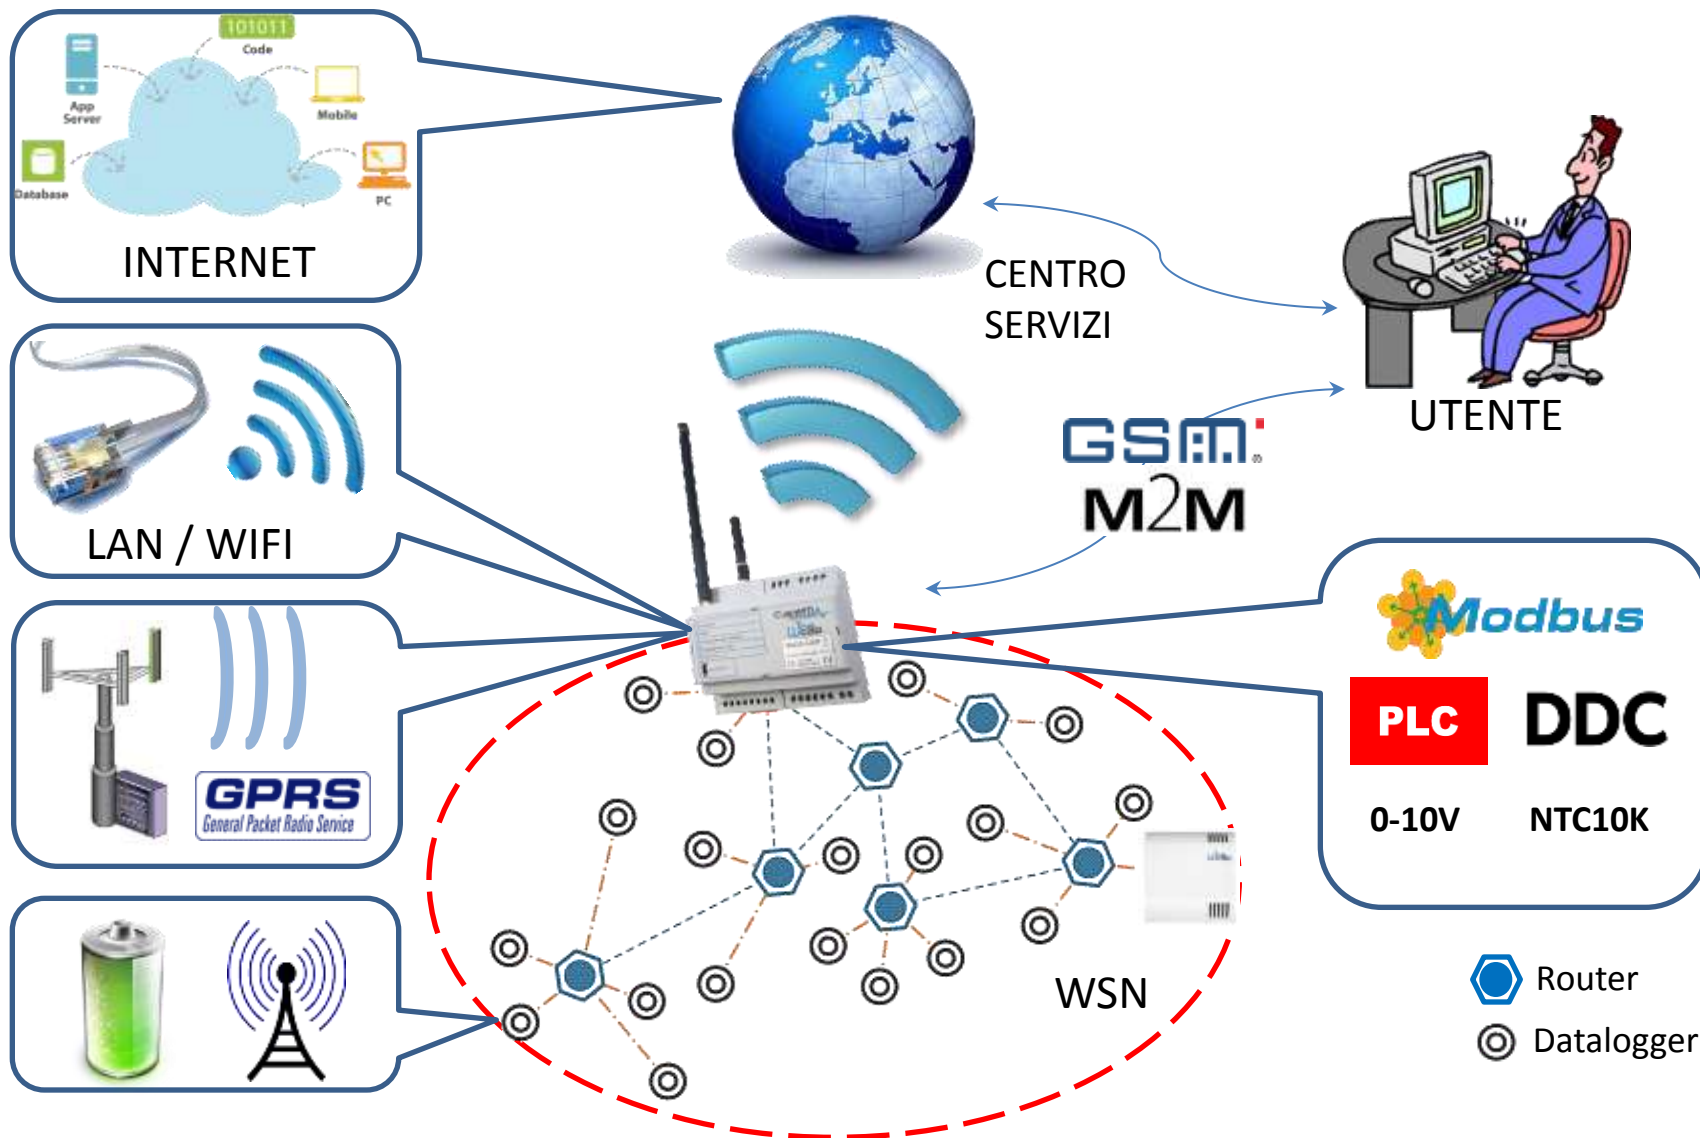 101011
Code
App
Server
Mobile
Database
PC
INTERNET
CENTRO
SERVIZI
UTENTE
LAN / WIFI
GSM
M2M
Modbus
PLC
DDC
0-10V
NTC10K
GPRS
General Packet Radio Service
WSN
Router
Datalogger